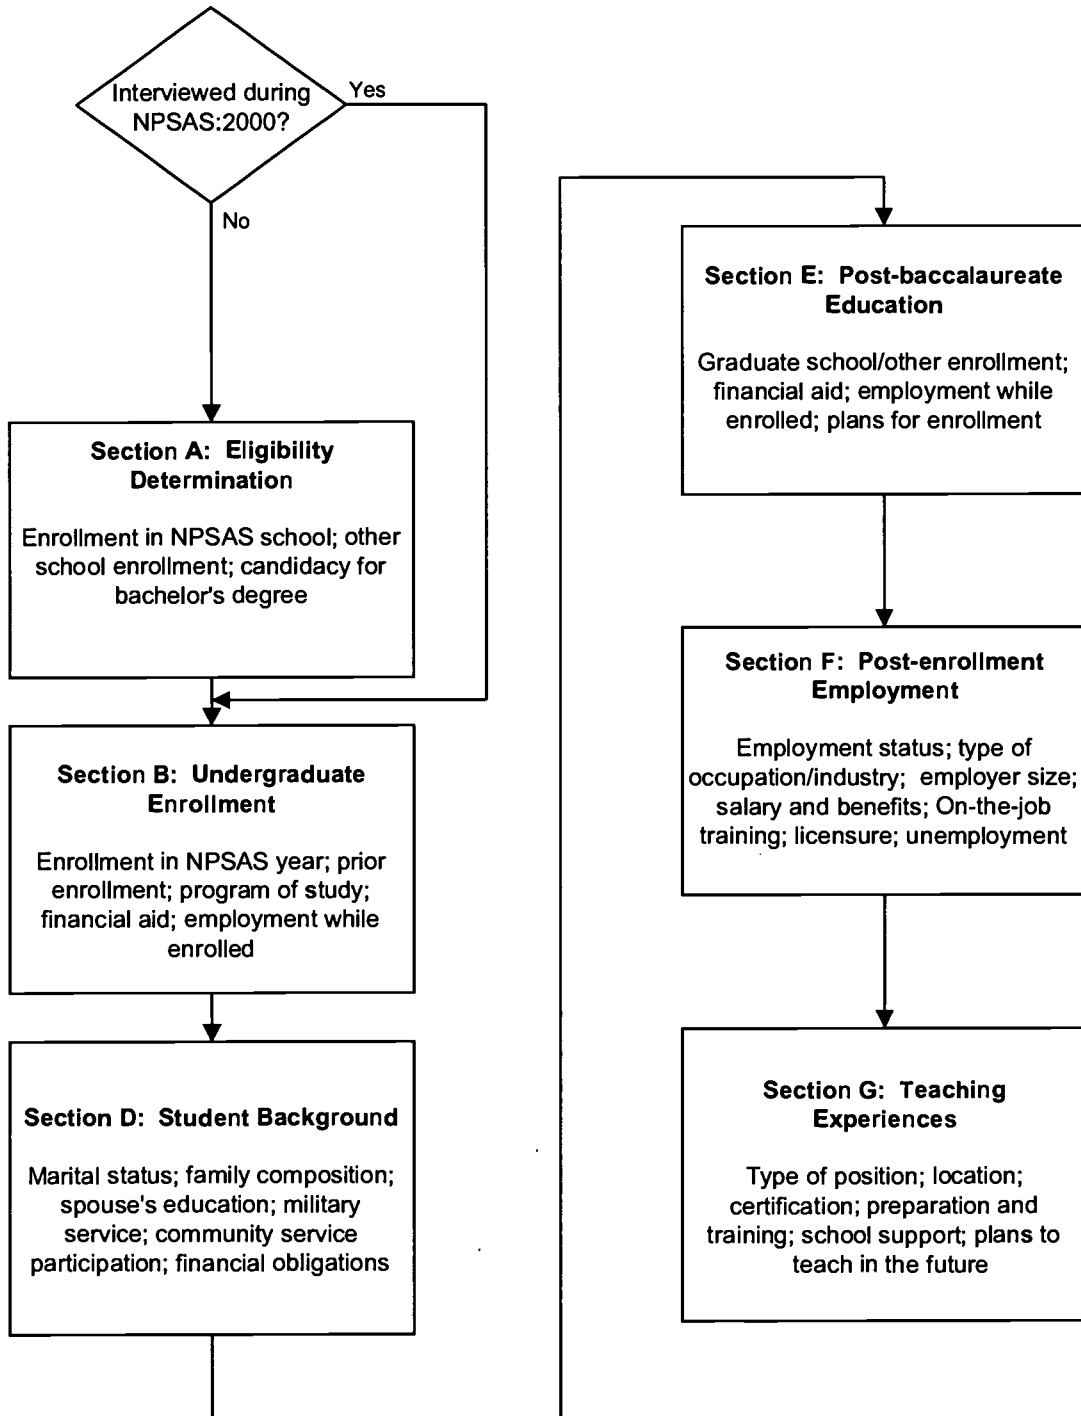 Interviewed during
NPSAS:2000?
Yes
No
Section A:  Eligibility
Determination
Enrollment in NPSAS school; other
school enrollment; candidacy for
bachelor's degree
Section B:  Undergraduate
Enrollment
Enrollment in NPSAS year; prior
enrollment; program of study;
financial aid; employment while
enrolled
Section D:  Student Background
Marital status; family composition;
spouse's education; military
service; community service
participation; financial obligations
Section E:  Post-baccalaureate
Education
Graduate school/other enrollment;
financial aid; employment while
enrolled; plans for enrollment
Section F:  Post-enrollment
Employment
Employment status; type of
occupation/industry;  employer size;
salary and benefits; On-the-job
training; licensure; unemployment
Section G:  Teaching
Experiences
Type of position; location;
certification; preparation and
training; school support; plans to
teach in the future